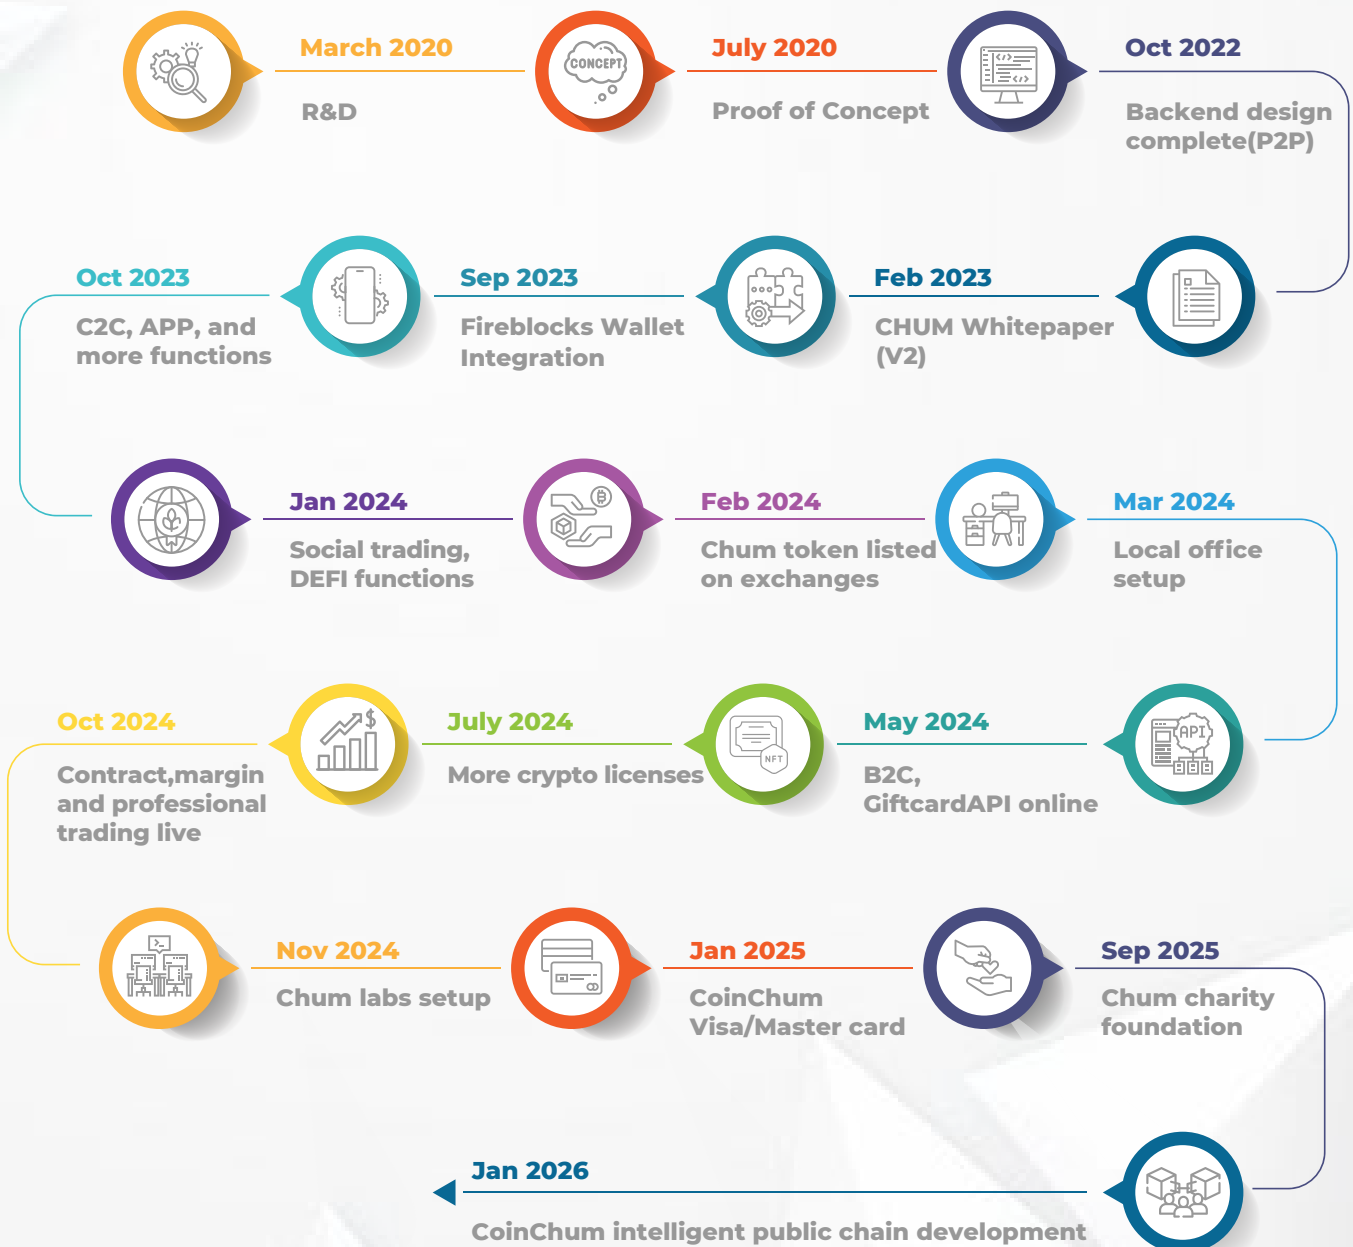 March 2020
R&D
CONCEPT
July 2020
Proof of Concept
Oct 2022
Backend design
complete(P2P)
Feb 2023
CHUM Whitepaper
(V2)
Sep 2023
Fireblocks Wallet
Integration
Oct 2023
C2C, APP, and
more functions
Jan 2024
Social trading,
DEFI functions
Feb 2024
Chum token listed
on exchanges
Mar 2024
Local office
setup
API
May 2024
B2C,
GiftcardAPI online
NFT
July 2024
More crypto licenses
$
Oct 2024
Contract,margin
and professional
trading live
Nov 2024
Chum labs setup
Jan 2025
CoinChum
Visa/Master card
Sep 2025
Chum charity
foundation
Jan 2026
CoinChum intelligent public chain development